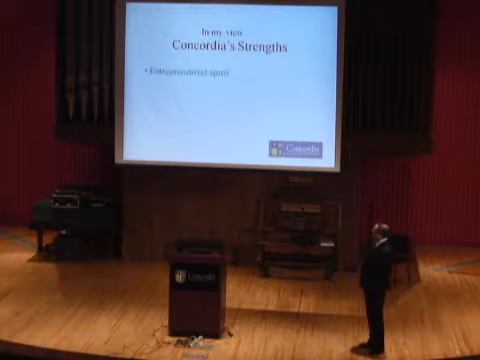 In my view
Concordia's Strengths
• Entrepreneurial spirit
Concordia
Concordia